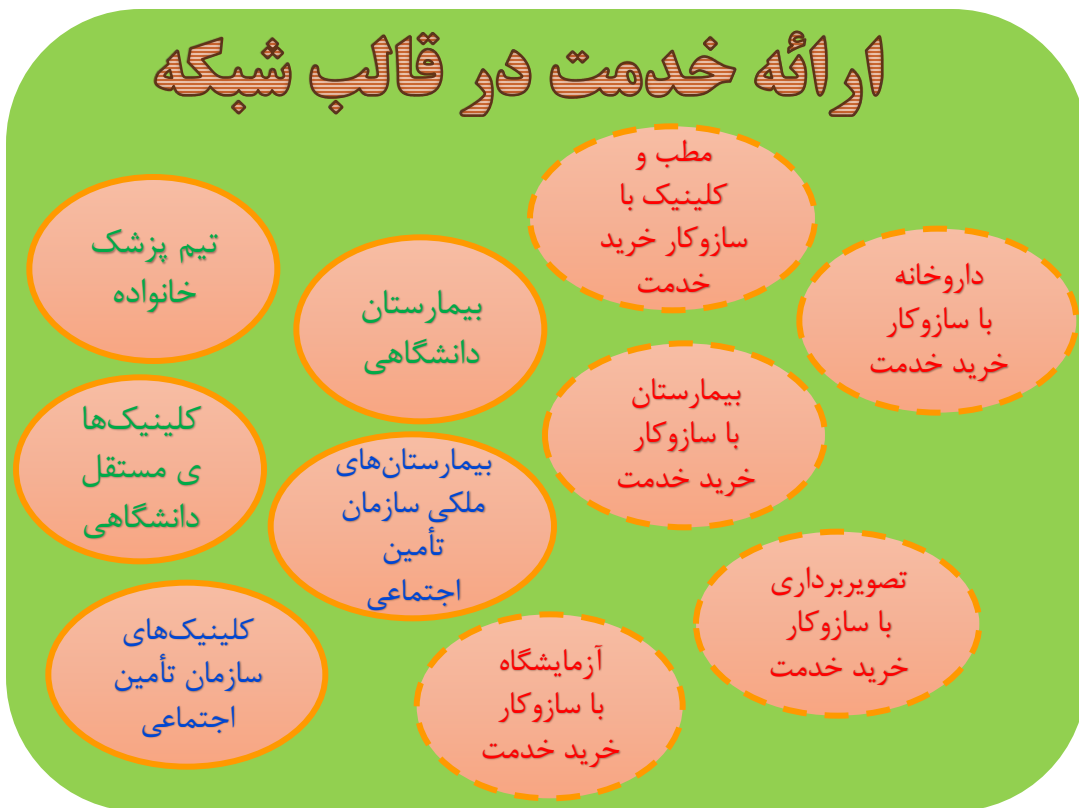 ارائه خدمت در قالب شبکه
مطب و
کلینیک با
سازوکار خرید
خدمت
داروخانه
با سازوکار
خرید خدمت
تیم پزشک
خانواده
بیمارستان
دانشگاهی
بیمارستان
با سازوکار
خرید خدمت
کلینیک‌ها
ی مستقل
دانشگاهی
بیمارستان‌های
ملکی سازمان
تأمین
اجتماعی
تصویربرداری
با سازوکار
خرید خدمت
کلینیک‌های
سازمان تأمین
اجتماعی
آزمایشگاه
با سازوکار
خرید خدمت